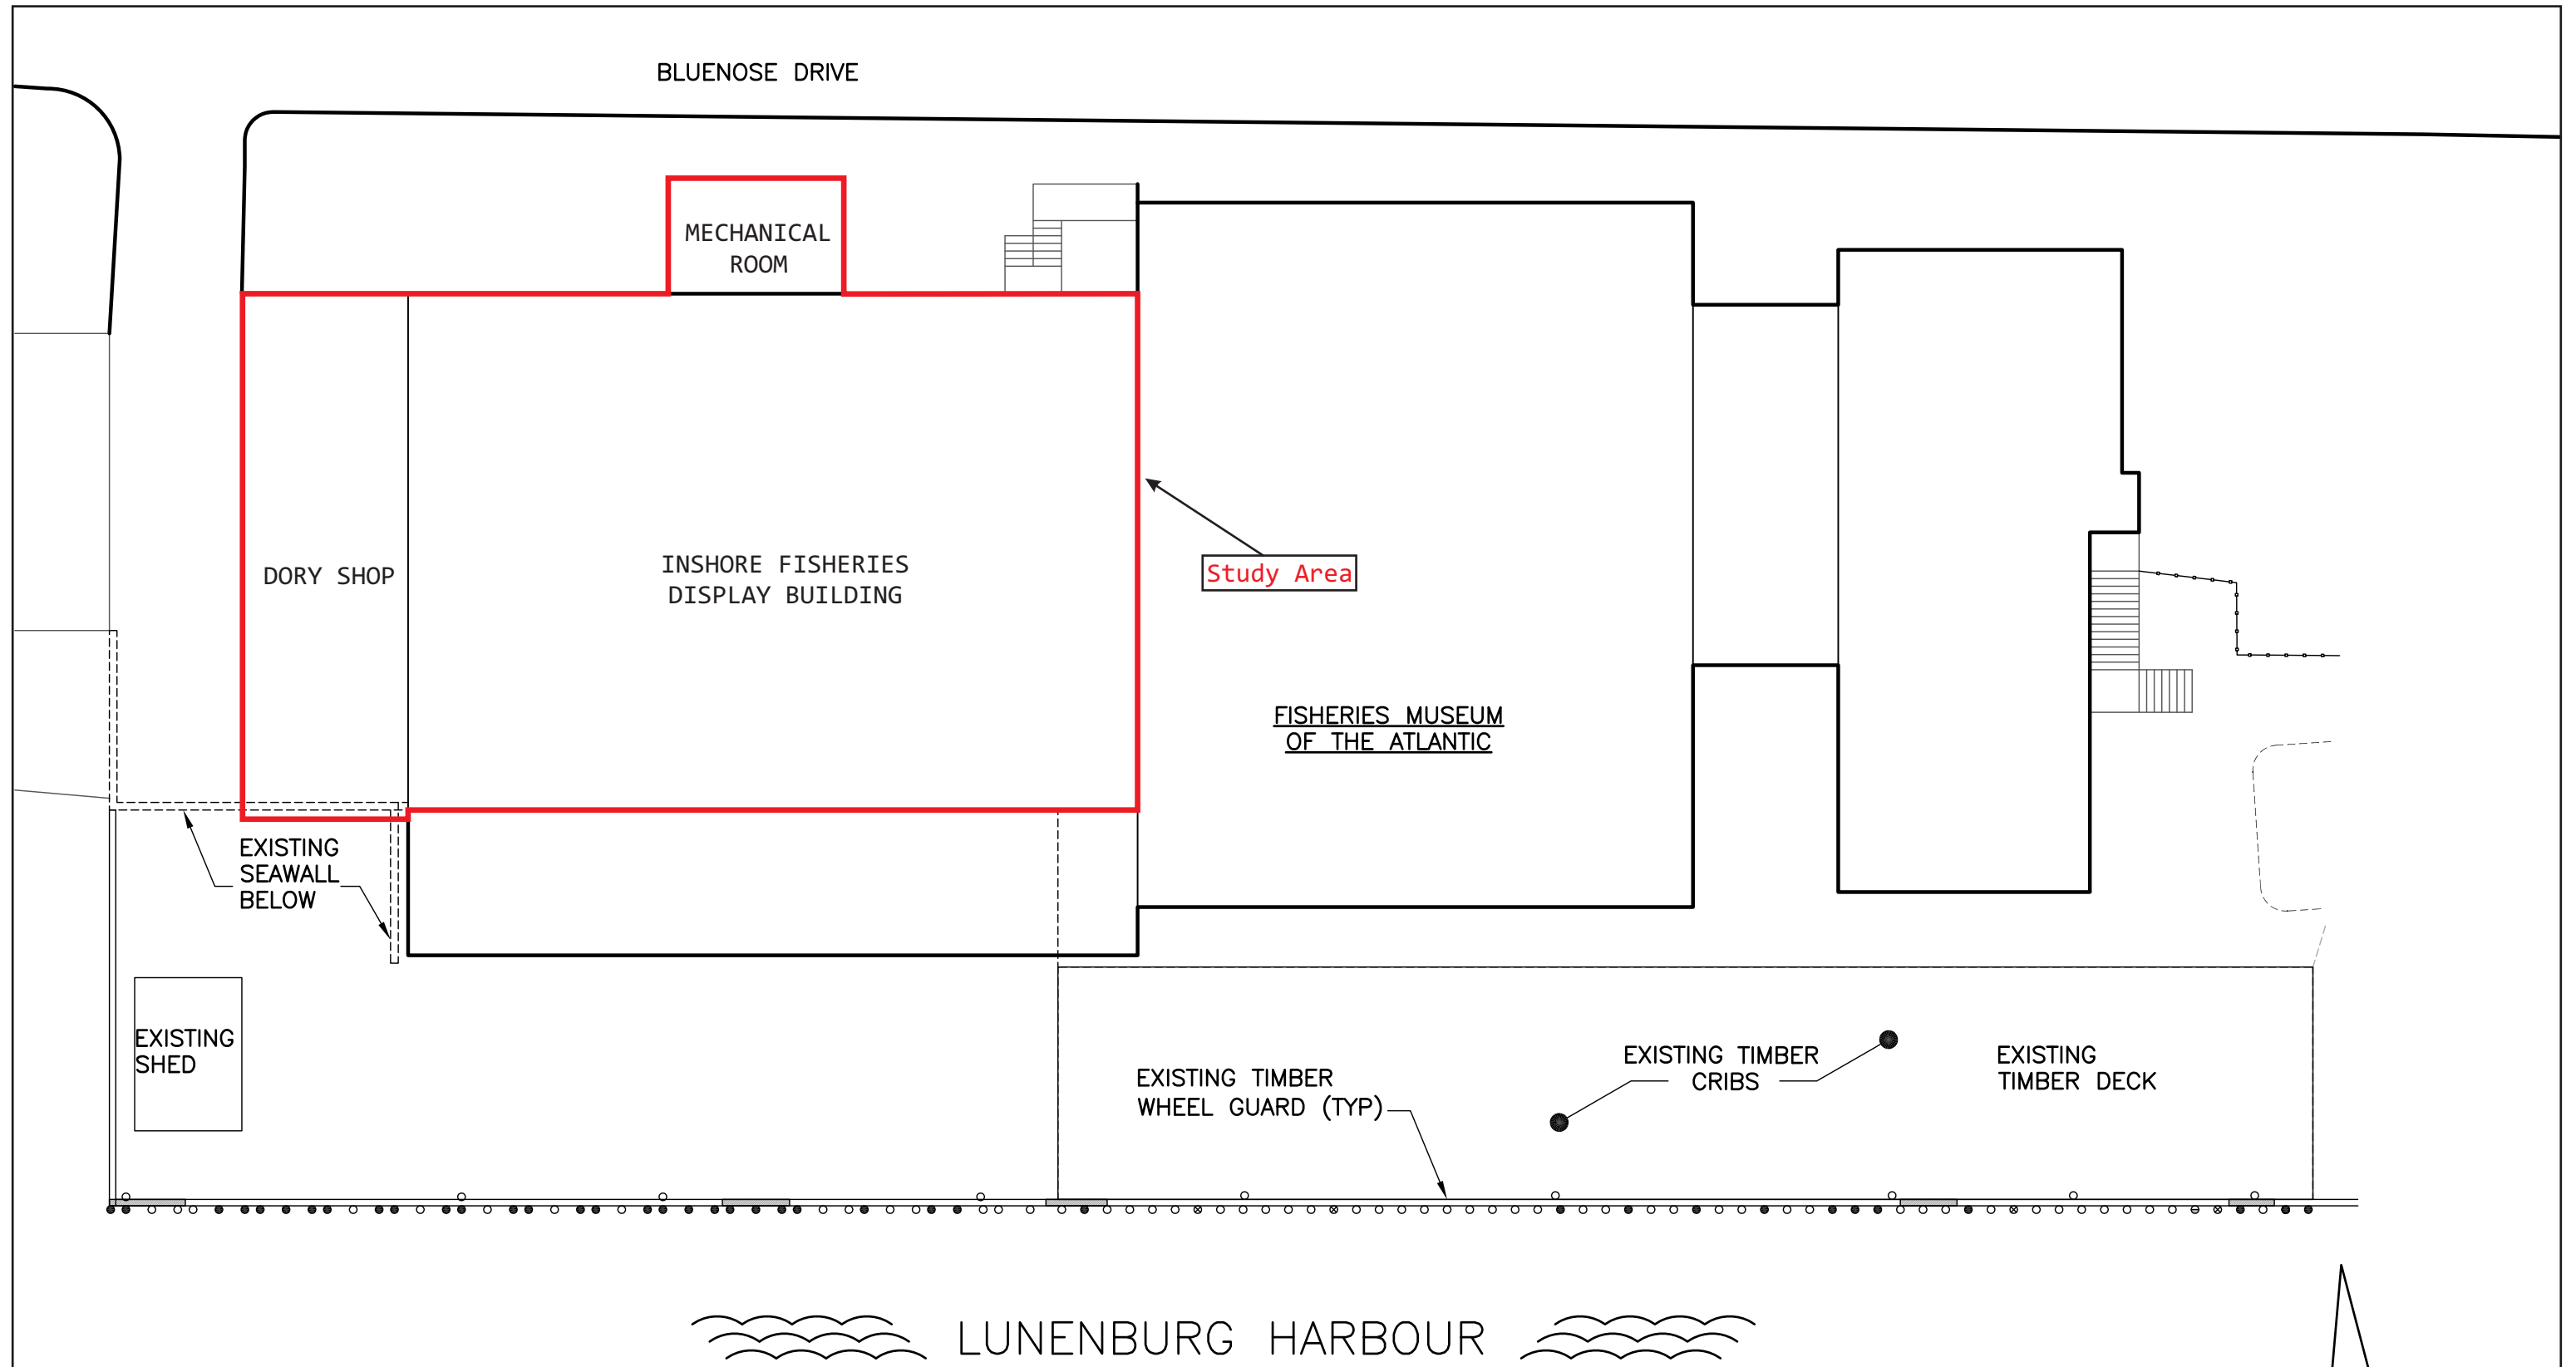 BLUENOSE DRIVE
MECHANICAL
ROOM
DORY SHOP
INSHORE FISHERIES
DISPLAY BUILDING
Study Area
FISHERIES MUSEUM
OF THE ATLANTIC
EXISTING
SEAWALL
BELOW
EXISTING
SHED
EXISTING TIMBER
WHEEL GUARD (TYP)
EXISTING TIMBER
CRIBS
EXISTING
TIMBER DECK
LUNENBURG HARBOUR